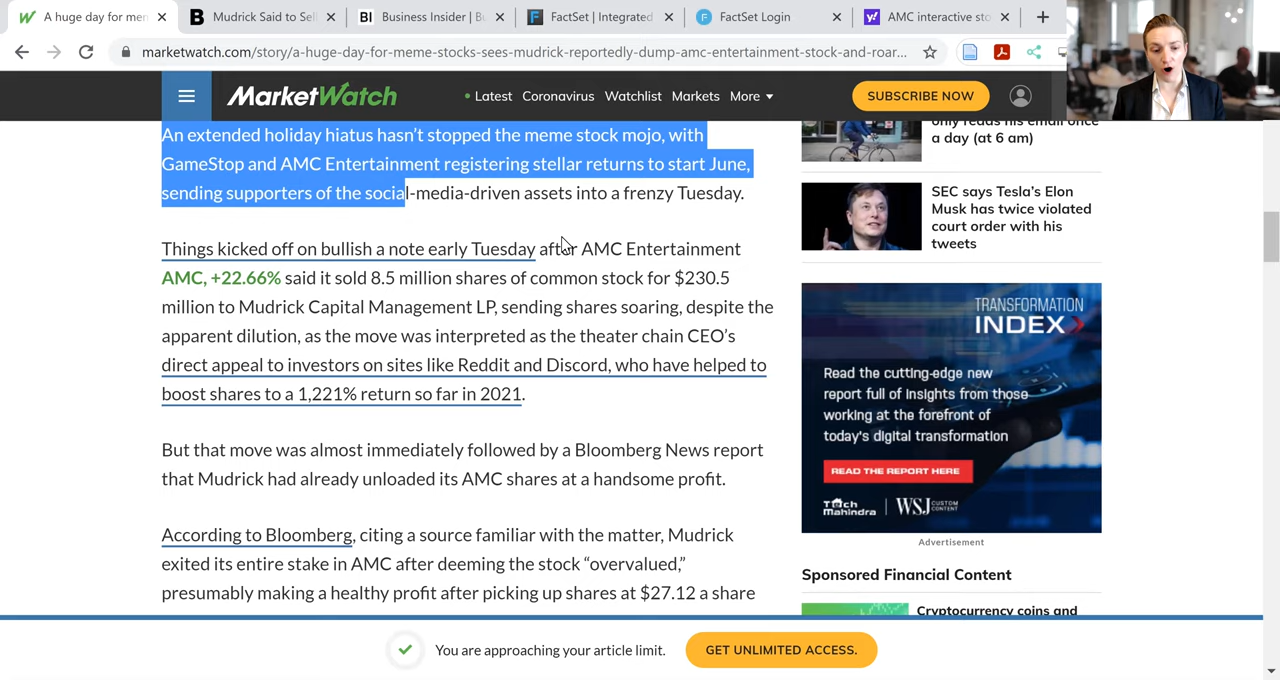 A huge day for mem
Mudrick Said to Sel
BI Business Insider | Bu
FactSet | Integrated
FactSet Login
AMC interactive sto
marketwatch.com/story/a-huge-day-for-meme-stocks-sees-mudrick-reportedly-dump-amc-entertainment-stock-and-roar...
MarketWatch
Latest Coronavirus Watchlist Markets More
SUBSCRIBE NOW
An extended holiday hiatus hasn't stopped the meme stock mojo, with
GameStop and AMC Entertainment registering stellar returns to start June,
sending supporters of the social-media-driven assets into a frenzy Tuesday.
Things kicked off on bullish a note early Tuesday after AMC Entertainment
AMC, +22.66% said it sold 8.5 million shares of common stock for $230.5
million to Mudrick Capital Management LP, sending shares soaring, despite the
apparent dilution, as the move was interpreted as the theater chain CEO's
direct appeal to investors on sites like Reddit and Discord, who have helped to
boost shares to a 1,221% return so far in 2021.
But that move was almost immediately followed by a Bloomberg News report
that Mudrick had already unloaded its AMC shares at a handsome profit.
According to Bloomberg, citing a source familiar with the matter, Mudrick
exited its entire stake in AMC after deeming the stock “overvalued,”
presumably making a healthy profit after picking up shares at $27.12 a share
only reads his email once
a day (at 6 am)
SEC says Tesla's Elon
Musk has twice violated
court order with his
tweets
TRANSFORMATION
INDEX
Read the cutting-edge new
report full of insights from those
working at the forefront of
today's digital transformation
READ THE REPORT HERE
Tech Mahindra WSJ CUSTOM CONTENT
Advertisement
Sponsored Financial Content
Cryptocurrency coins and
You are approaching your article limit.
GET UNLIMITED ACCESS.